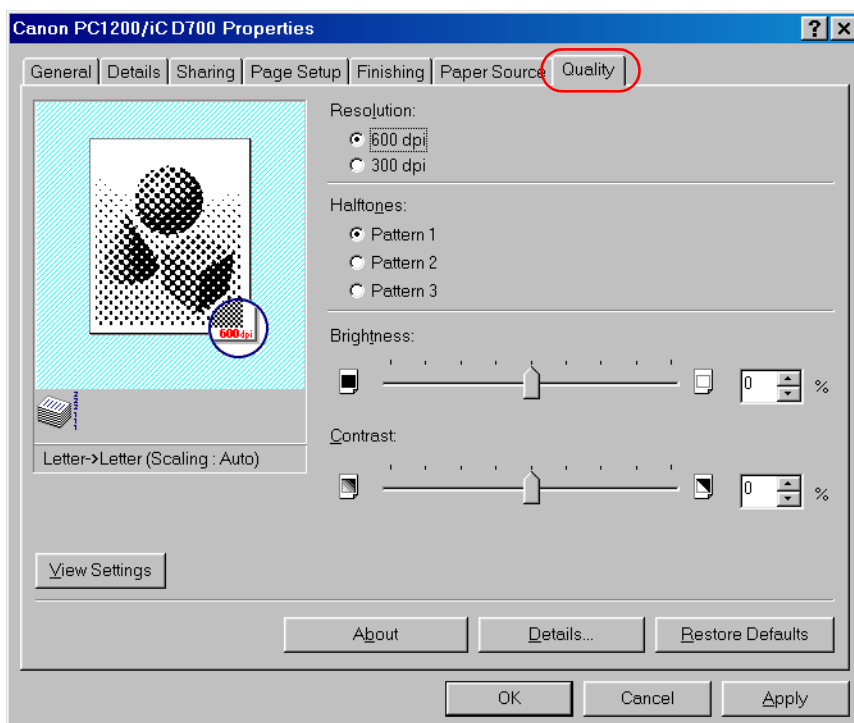 Canon PC1200/iC D700 Properties
General Details Sharing Page Setup Finishing Paper Source Quality
Resolution:
600 dpi
300 dpi
Halftones:
Pattern 1
Pattern 2
Pattern 3
600dpi
Brightness:
0 %
Letter->Letter (Scaling : Auto)
Contrast:
0 %
View Settings
About Details... Restore Defaults
OK Cancel Apply